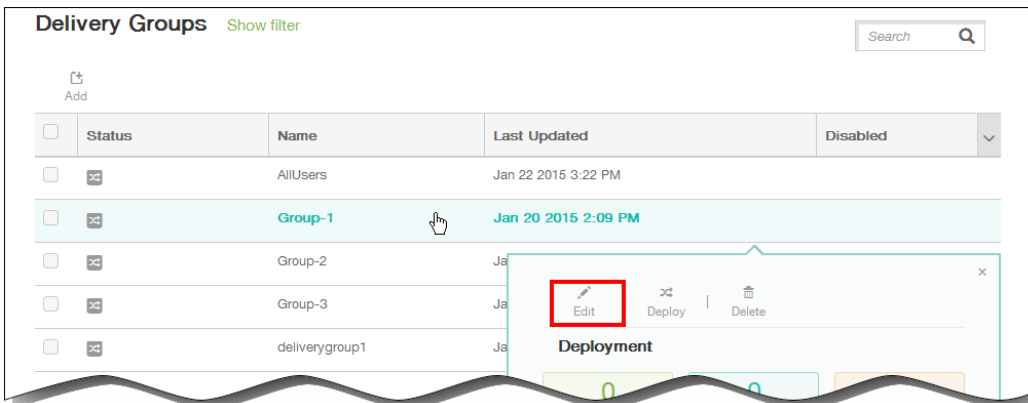 Delivery Groups Show filter
Search
Add
Status Name Last Updated Disabled
AllUsers Jan 22 2015 3:22 PM
Group-1 Jan 20 2015 2:09 PM
Group-2 Ja
Group-3 Ja
deliverygroup1 Ja
Edit Deploy Delete
Deployment
0 0